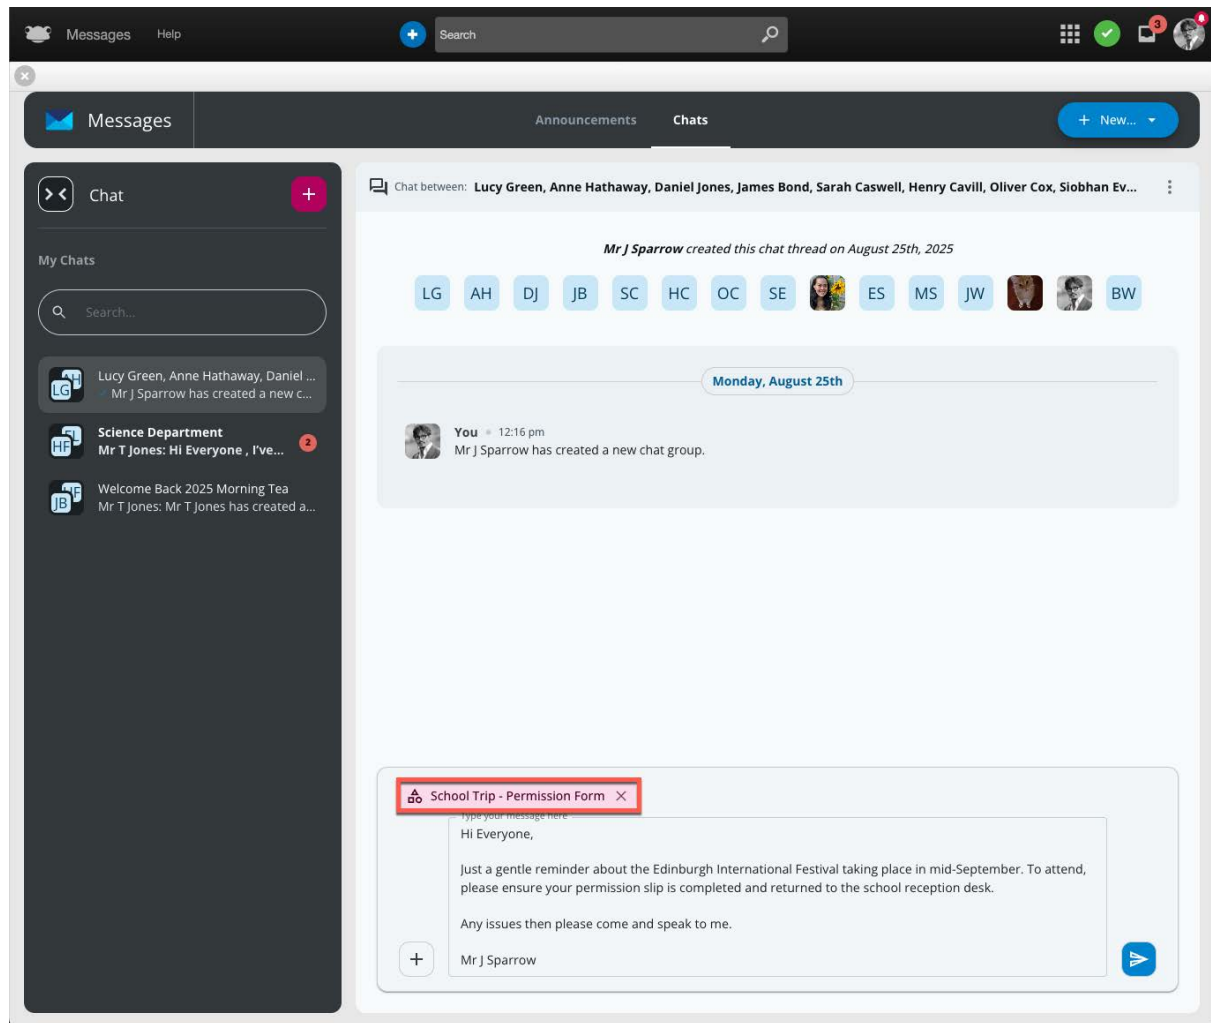 Messages Help Search 3
Messages Announcements Chats + New...
Chat +
Chat between: Lucy Green, Anne Hathaway, Daniel Jones, James Bond, Sarah Caswell, Henry Cavill, Oliver Cox, Siobhan Ev...
My Chats
Search...
LG AH
Lucy Green, Anne Hathaway, Daniel ...
Mr J Sparrow has created a new c...
HF
Science Department
Mr T Jones: Hi Everyone , I've...
2
JB
Welcome Back 2025 Morning Tea
Mr T Jones: Mr T Jones has created a...
Mr J Sparrow created this chat thread on August 25th, 2025
LG AH DJ JB SC HC OC SE ES MS JW BW
Monday, August 25th
You 12:16 pm
Mr J Sparrow has created a new chat group.
School Trip - Permission Form
Type your message here
Hi Everyone,
Just a gentle reminder about the Edinburgh International Festival taking place in mid-September. To attend,
please ensure your permission slip is completed and returned to the school reception desk.
Any issues then please come and speak to me.
+ Mr J Sparrow